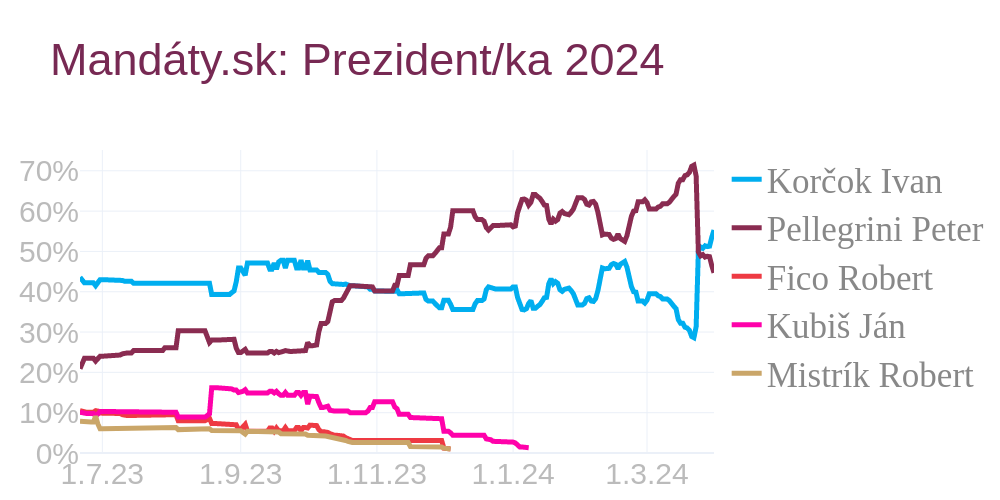 Mandáty.sk: Prezident/ka 2024
70%
60%
50%
40%
30%
20%
10%
0%
1.7.23 1.9.23 1.11.23 1.1.24 1.3.24
Korčok Ivan
Pellegrini Peter
Fico Robert
Kubiš Ján
Mistrík Robert